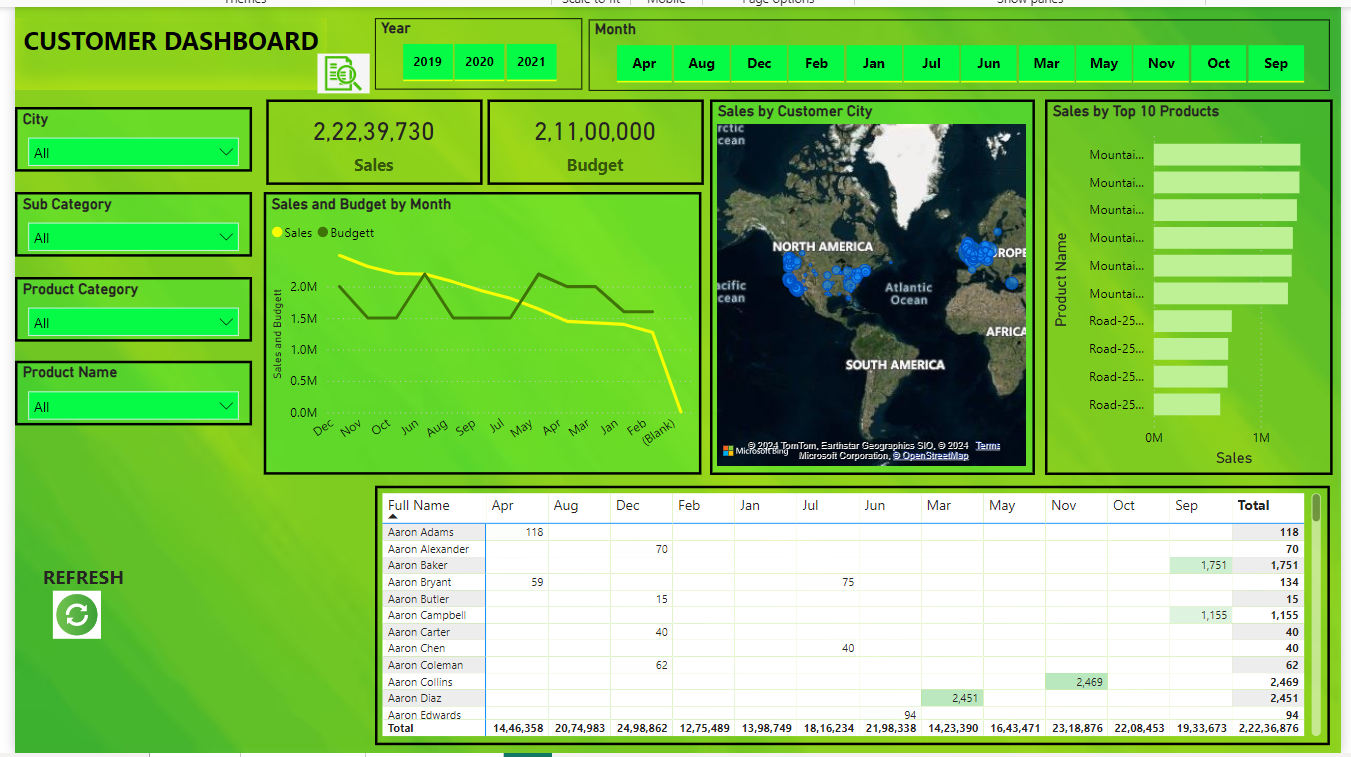 Themes Scale to fit Mobile Page options Show panes
CUSTOMER DASHBOARD
Year
2019 2020 2021
Month
Apr Aug Dec Feb Jan Jul Jun Mar May Nov Oct Sep
City
All
Sub Category
All
Product Category
All
Product Name
All
REFRESH
2,22,39,730
Sales
2,11,00,000
Budget
Sales and Budget by Month
Sales Budgett
Sales and Budgett
2.0M
1.5M
1.0M
0.5M
0.0M
Dec Nov Oct Jun Aug Sep Jul May Apr Mar Jan Feb (Blank)
Sales by Customer City
rctic
cean
NORTH AMERICA
ROPE
acific
cean
Atlantic
Ocean
AFRICA
SOUTH AMERICA
Microsoft Bing
© 2024 TomTom, Earthstar Geographics SIO, © 2024 Terms
Microsoft Corporation, © OpenStreetMap
Sales by Top 10 Products
Product Name
Mountai...
Mountai...
Mountai...
Mountai...
Mountai...
Mountai...
Road-25...
Road-25...
Road-25...
Road-25...
0M 1M
Sales
Full Name Apr Aug Dec Feb Jan Jul Jun Mar May Nov Oct Sep Total
Aaron Adams 118 118
Aaron Alexander 70 70
Aaron Baker 1,751 1,751
Aaron Bryant 59 75 134
Aaron Butler 15 15
Aaron Campbell 1,155 1,155
Aaron Carter 40 40
Aaron Chen 40 40
Aaron Coleman 62 62
Aaron Collins 2,469 2,469
Aaron Diaz 2,451 2,451
Aaron Edwards 94 94
Total 14,46,358 20,74,983 24,98,862 12,75,489 13,98,749 18,16,234 21,98,338 14,23,390 16,43,471 23,18,876 22,08,453 19,33,673 2,22,36,876